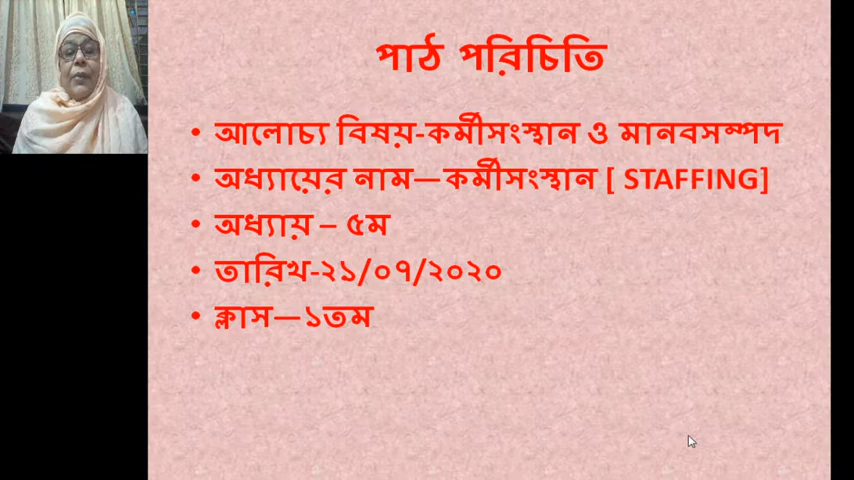 পাঠ পরিচিতি
• আলোচ্য বিষয়-কর্মীসংস্থান ও মানবসম্পদ
• অধ্যায়ের নাম—কর্মীসংস্থান [ STAFFING]
• অধ্যায় – ৫ম
• তারিখ-২১/০৭/২০২০
• ক্লাস—১তম